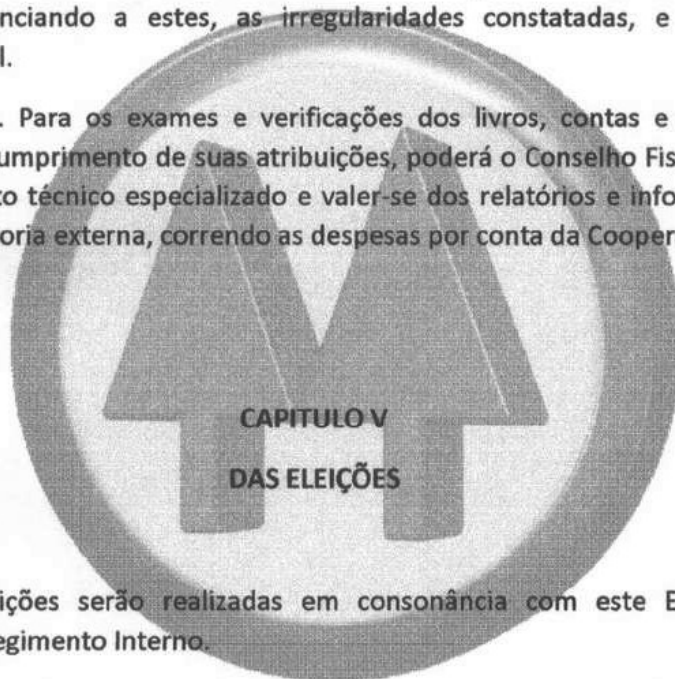 nciando a estes, as irregularidades constatadas, e
l.
. Para os exames e verificações dos livros, contas e
umprimento de suas atribuições, poderá o Conselho Fis
to técnico especializado e valer-se dos relatórios e info
oria externa, correndo as despesas por conta da Cooper
CAPITULO V
DAS ELEIÇÕES
ições serão realizadas em consonância com este E
egimento Interno.